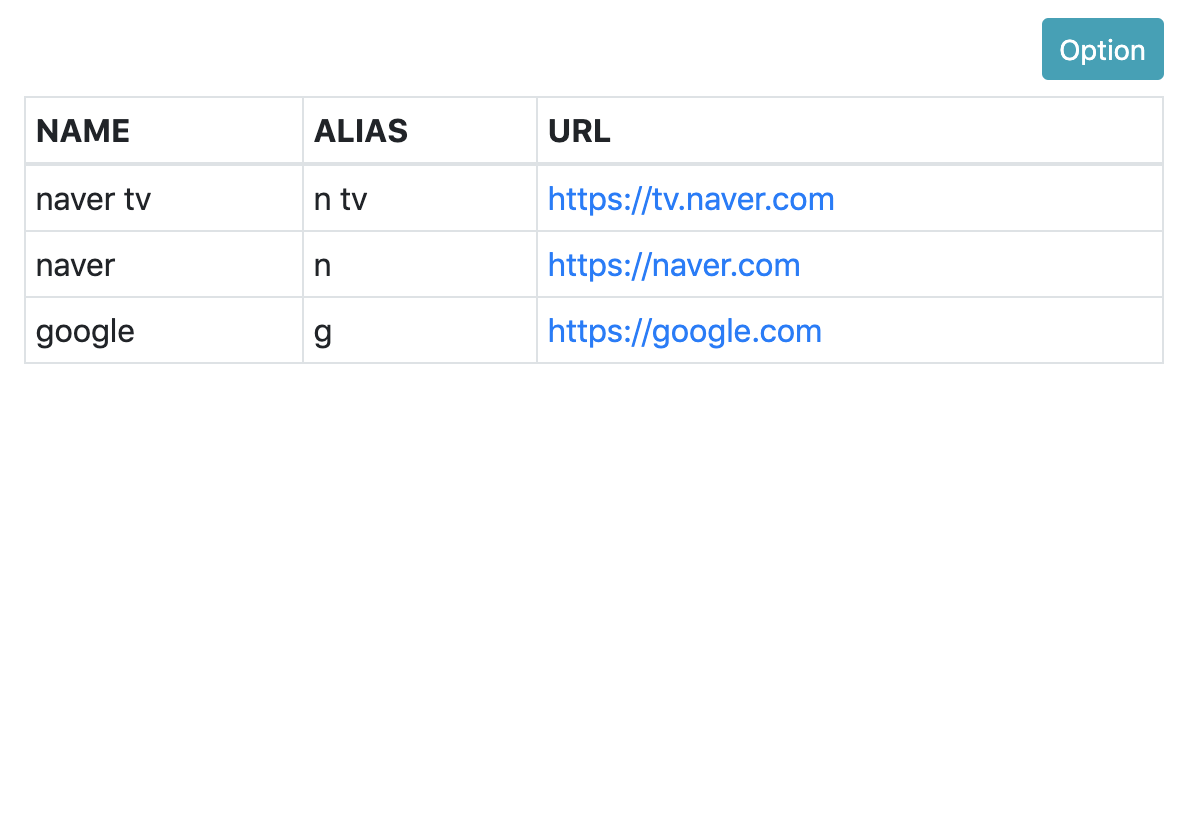 Option
NAME ALIAS URL
naver tv n tv https://tv.naver.com
naver n https://naver.com
google g https://google.com